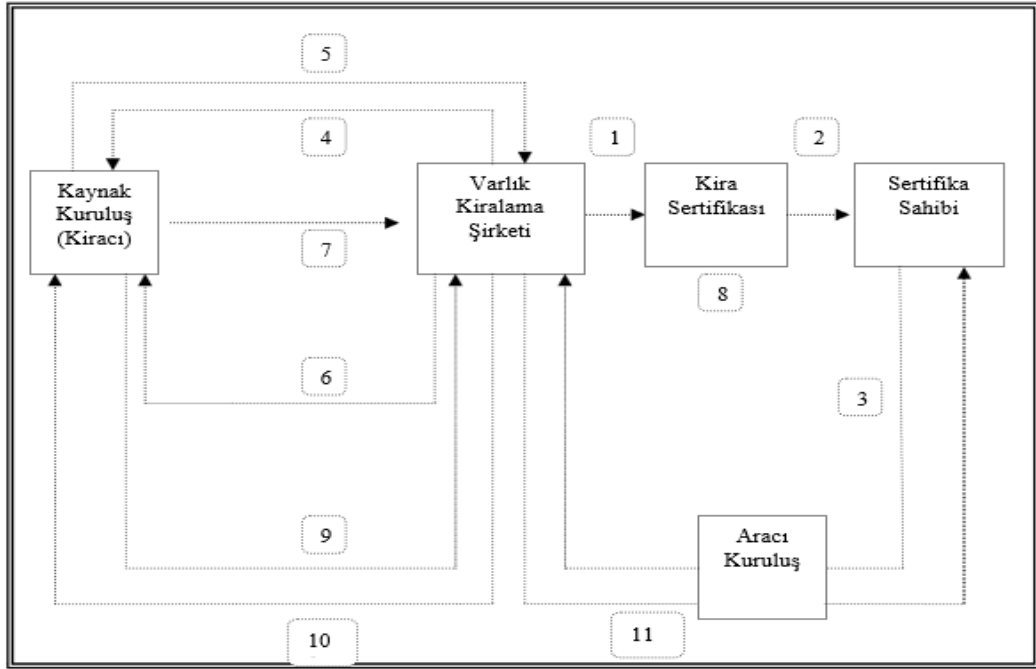 5
4
1
2
Kaynak
Kuruluş
(Kiracı)
Varlık
Kiralama
Şirketi
Kira
Sertifikası
Sertifika
Sahibi
7
8
6
3
9
Aracı
Kuruluş
10
11